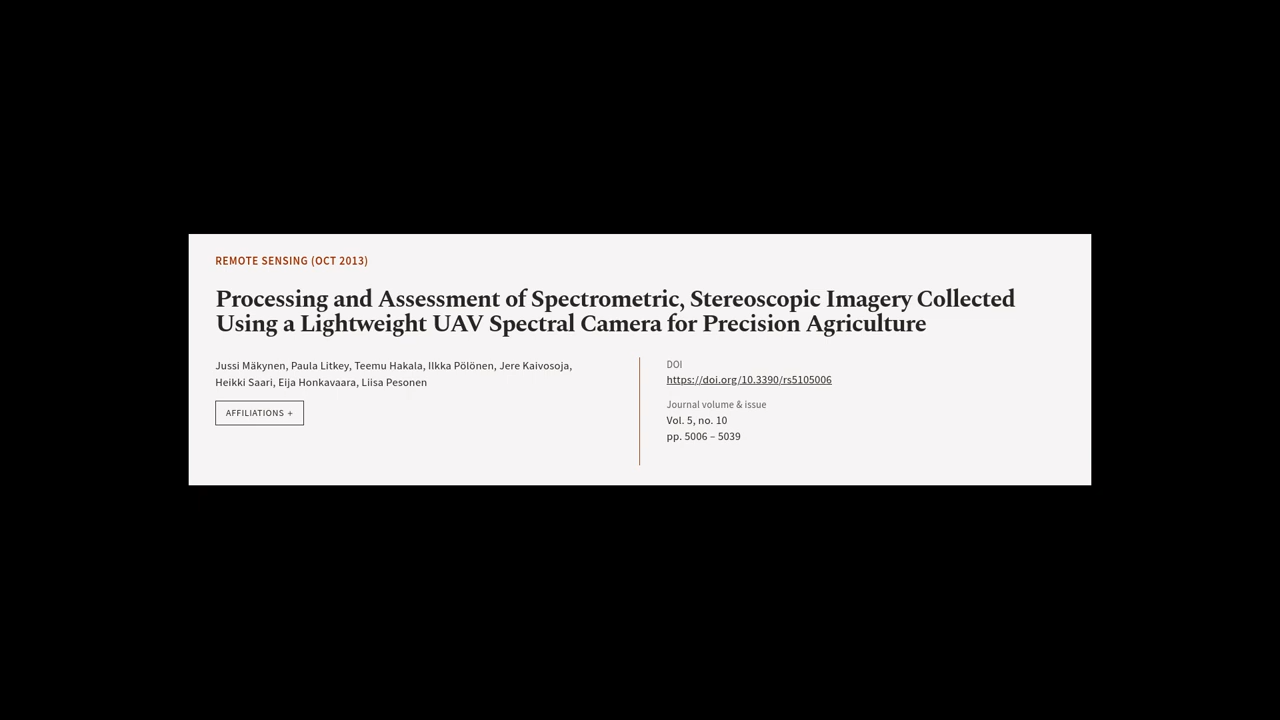 REMOTE SENSING (OCT 2013)
Processing and Assessment of Spectrometric, Stereoscopic Imagery Collected
Using a Lightweight UAV Spectral Camera for Precision Agriculture
Jussi Mäkynen, Paula Litkey, Teemu Hakala, Ilkka Pölönen, Jere Kaivosoja,
Heikki Saari, Eija Honkavaara, Liisa Pesonen
AFFILIATIONS +
DOI
https://doi.org/10.3390/rs5105006
Journal volume & issue
Vol. 5, no. 10
pp. 5006 – 5039